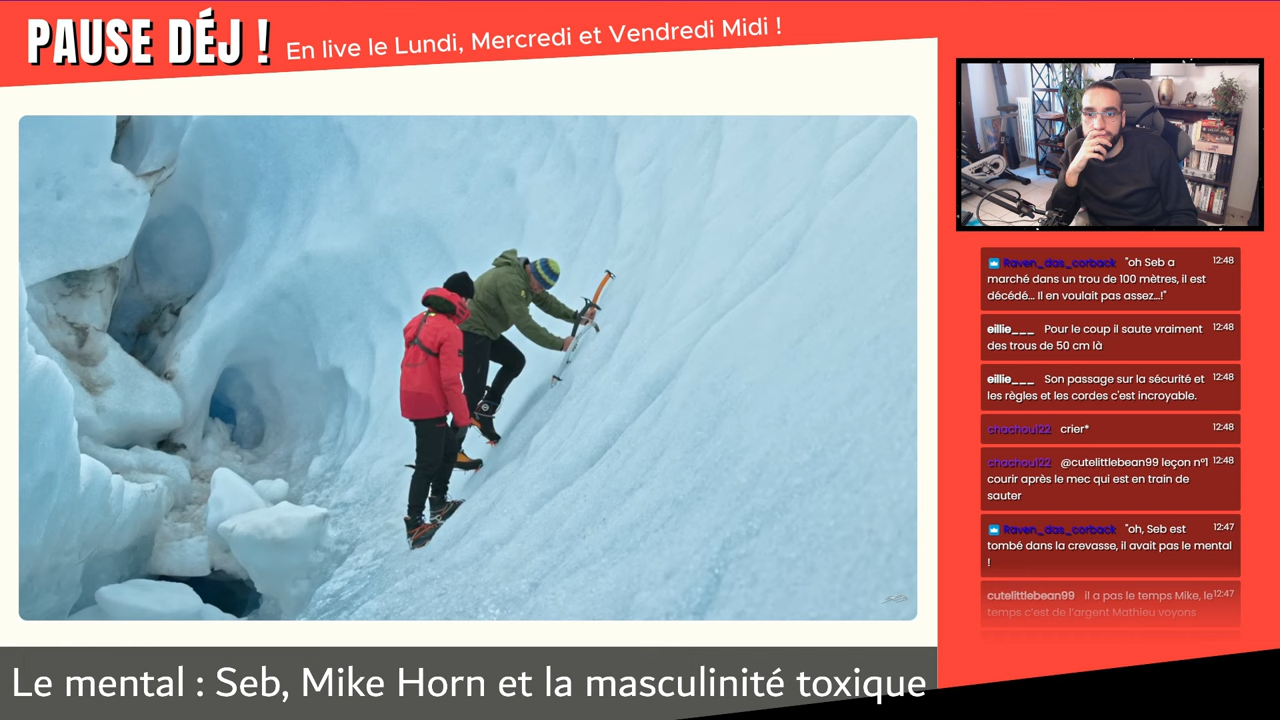 PAUSE DÉJ !
En live le Lundi, Mercredi et Vendredi Midi !
Raven_das_corback "oh Seb a 12:48
marché dans un trou de 100 mètres, il est
décédé... Il en voulait pas assez...!"
eillie___ Pour le coup il saute vraiment 12:48
des trous de 50 cm là
eillie___ Son passage sur la sécurité et 12:48
les règles et les cordes c'est incroyable.
chachou122 crier* 12:48
chachou122 @cutelittlebean99 leçon n°1 12:48
courir après le mec qui est en train de
sauter
Raven_das_corback "oh, Seb est 12:47
tombé dans la crevasse, il avait pas le mental
!
cutelittlebean99 il a pas le temps Mike, le 12:47
temps c'est de l'argent Mathieu voyons
Le mental : Seb, Mike Horn et la masculinité toxique